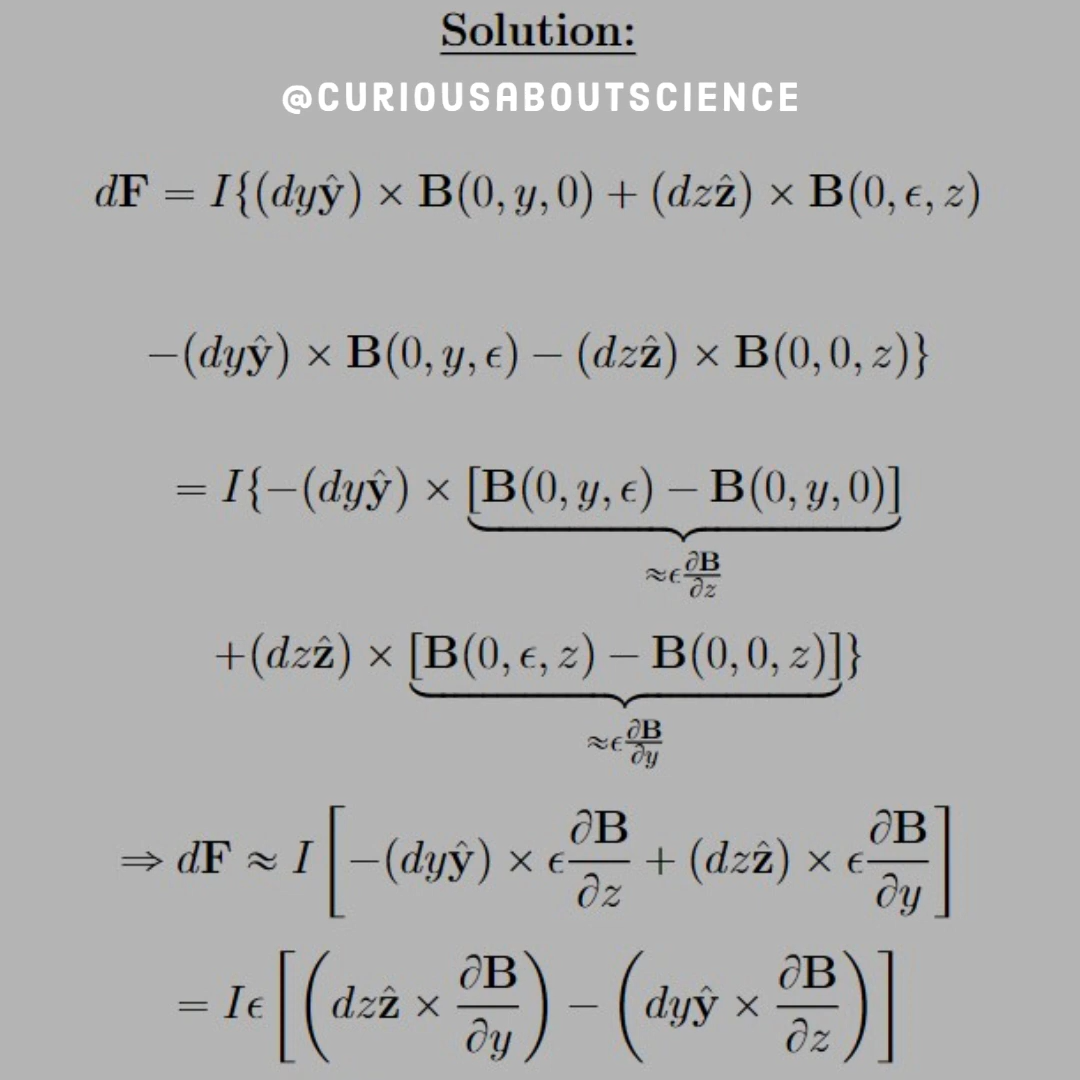 Solution:
@CURIOUSABOUTSCIENCE
d𝐅 = I{(dyŷ) × 𝐁(0, y, 0) + (dzẑ) × 𝐁(0, ϵ, z)
−(dyŷ) × 𝐁(0, y, ϵ) − (dzẑ) × 𝐁(0, 0, z)}
= I{−(dyŷ) × [𝐁(0, y, ϵ) − 𝐁(0, y, 0)]
≈ϵ ∂𝐁/∂z
+(dzẑ) × [𝐁(0, ϵ, z) − 𝐁(0, 0, z)]}
≈ϵ ∂𝐁/∂y
⇒ d𝐅 ≈ I [−(dyŷ) × ϵ ∂𝐁/∂z + (dzẑ) × ϵ ∂𝐁/∂y]
= Iϵ [(dzẑ × ∂𝐁/∂y) − (dyŷ × ∂𝐁/∂z)]